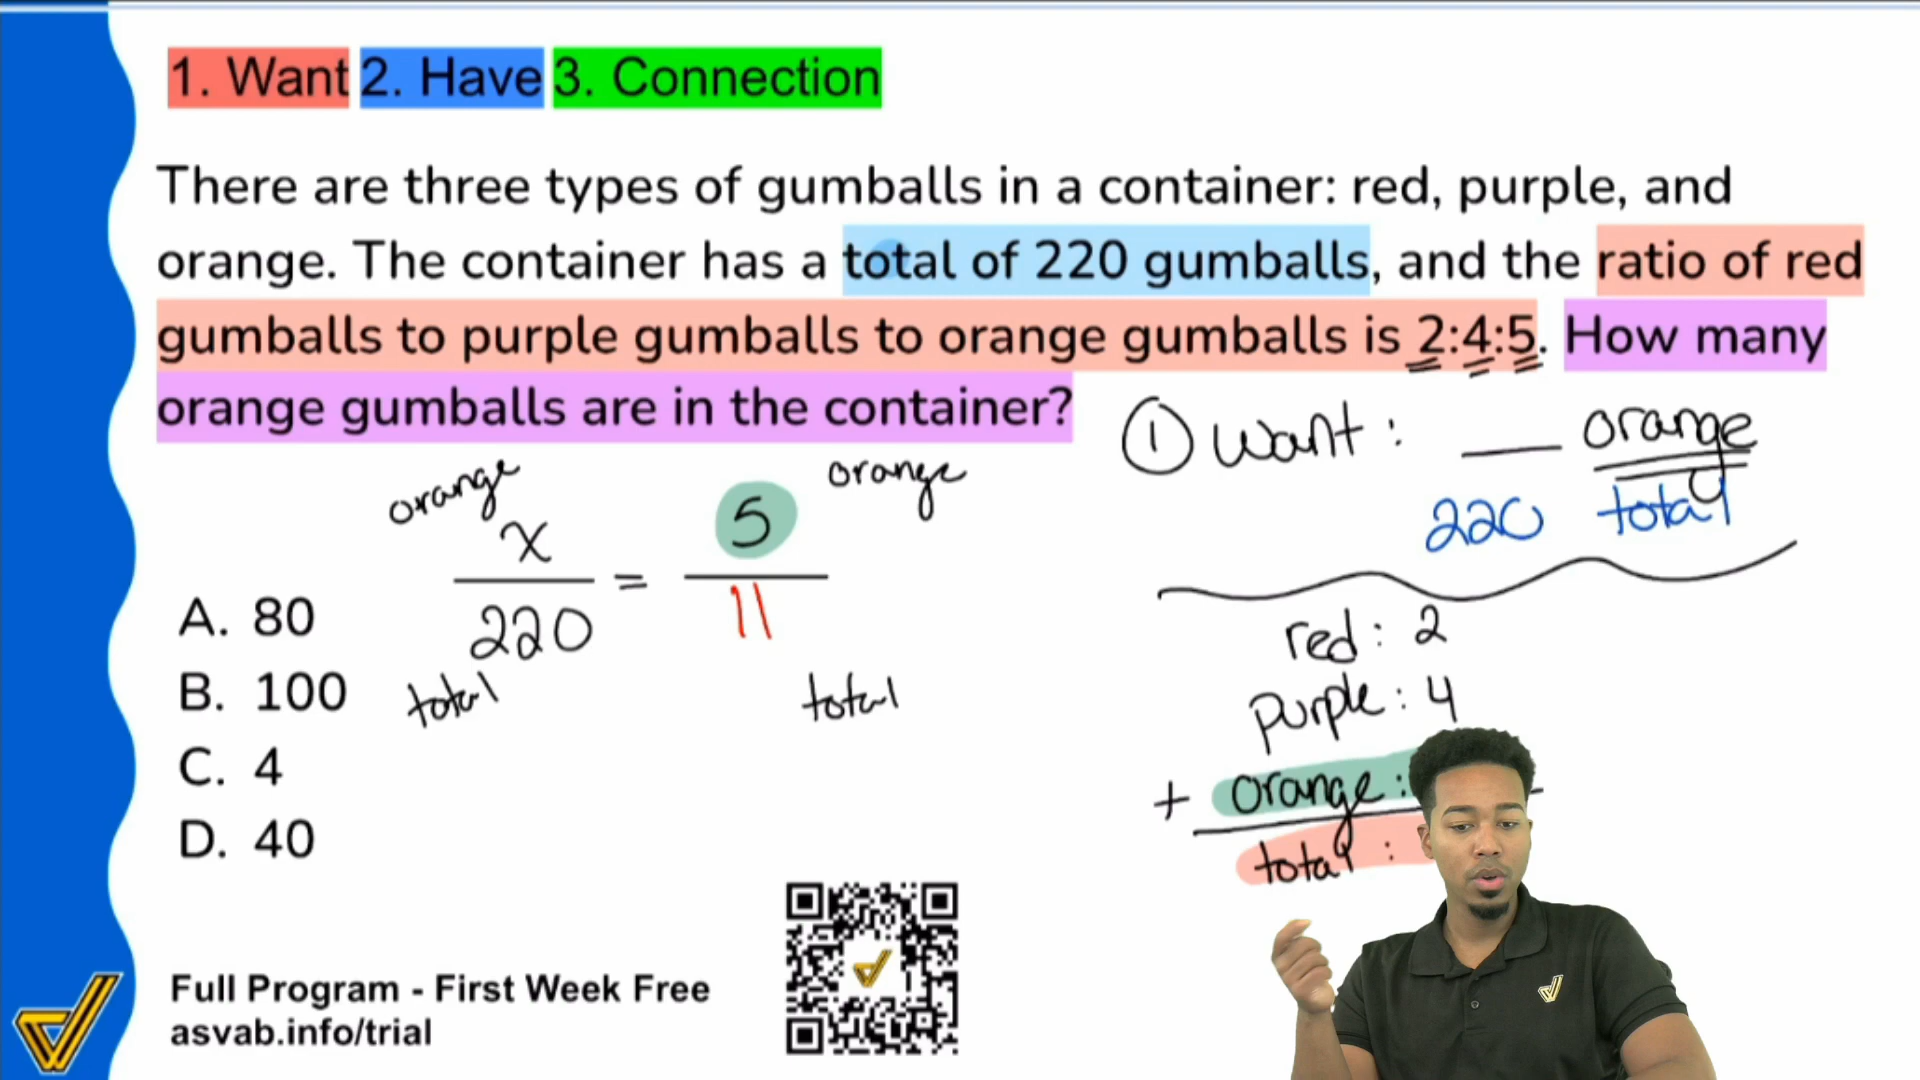 1. Want 2. Have 3. Connection
There are three types of gumballs in a container: red, purple, and
orange. The container has a total of 220 gumballs, and the ratio of red
gumballs to purple gumballs to orange gumballs is 2:4:5. How many
orange gumballs are in the container?
① Want: __ orange
220 total
orange
x
220
total
=
orange
5
11
total
red: 2
purple: 4
+ orange:
total:
A. 80
B. 100
C. 4
D. 40
Full Program - First Week Free
asvab.info/trial